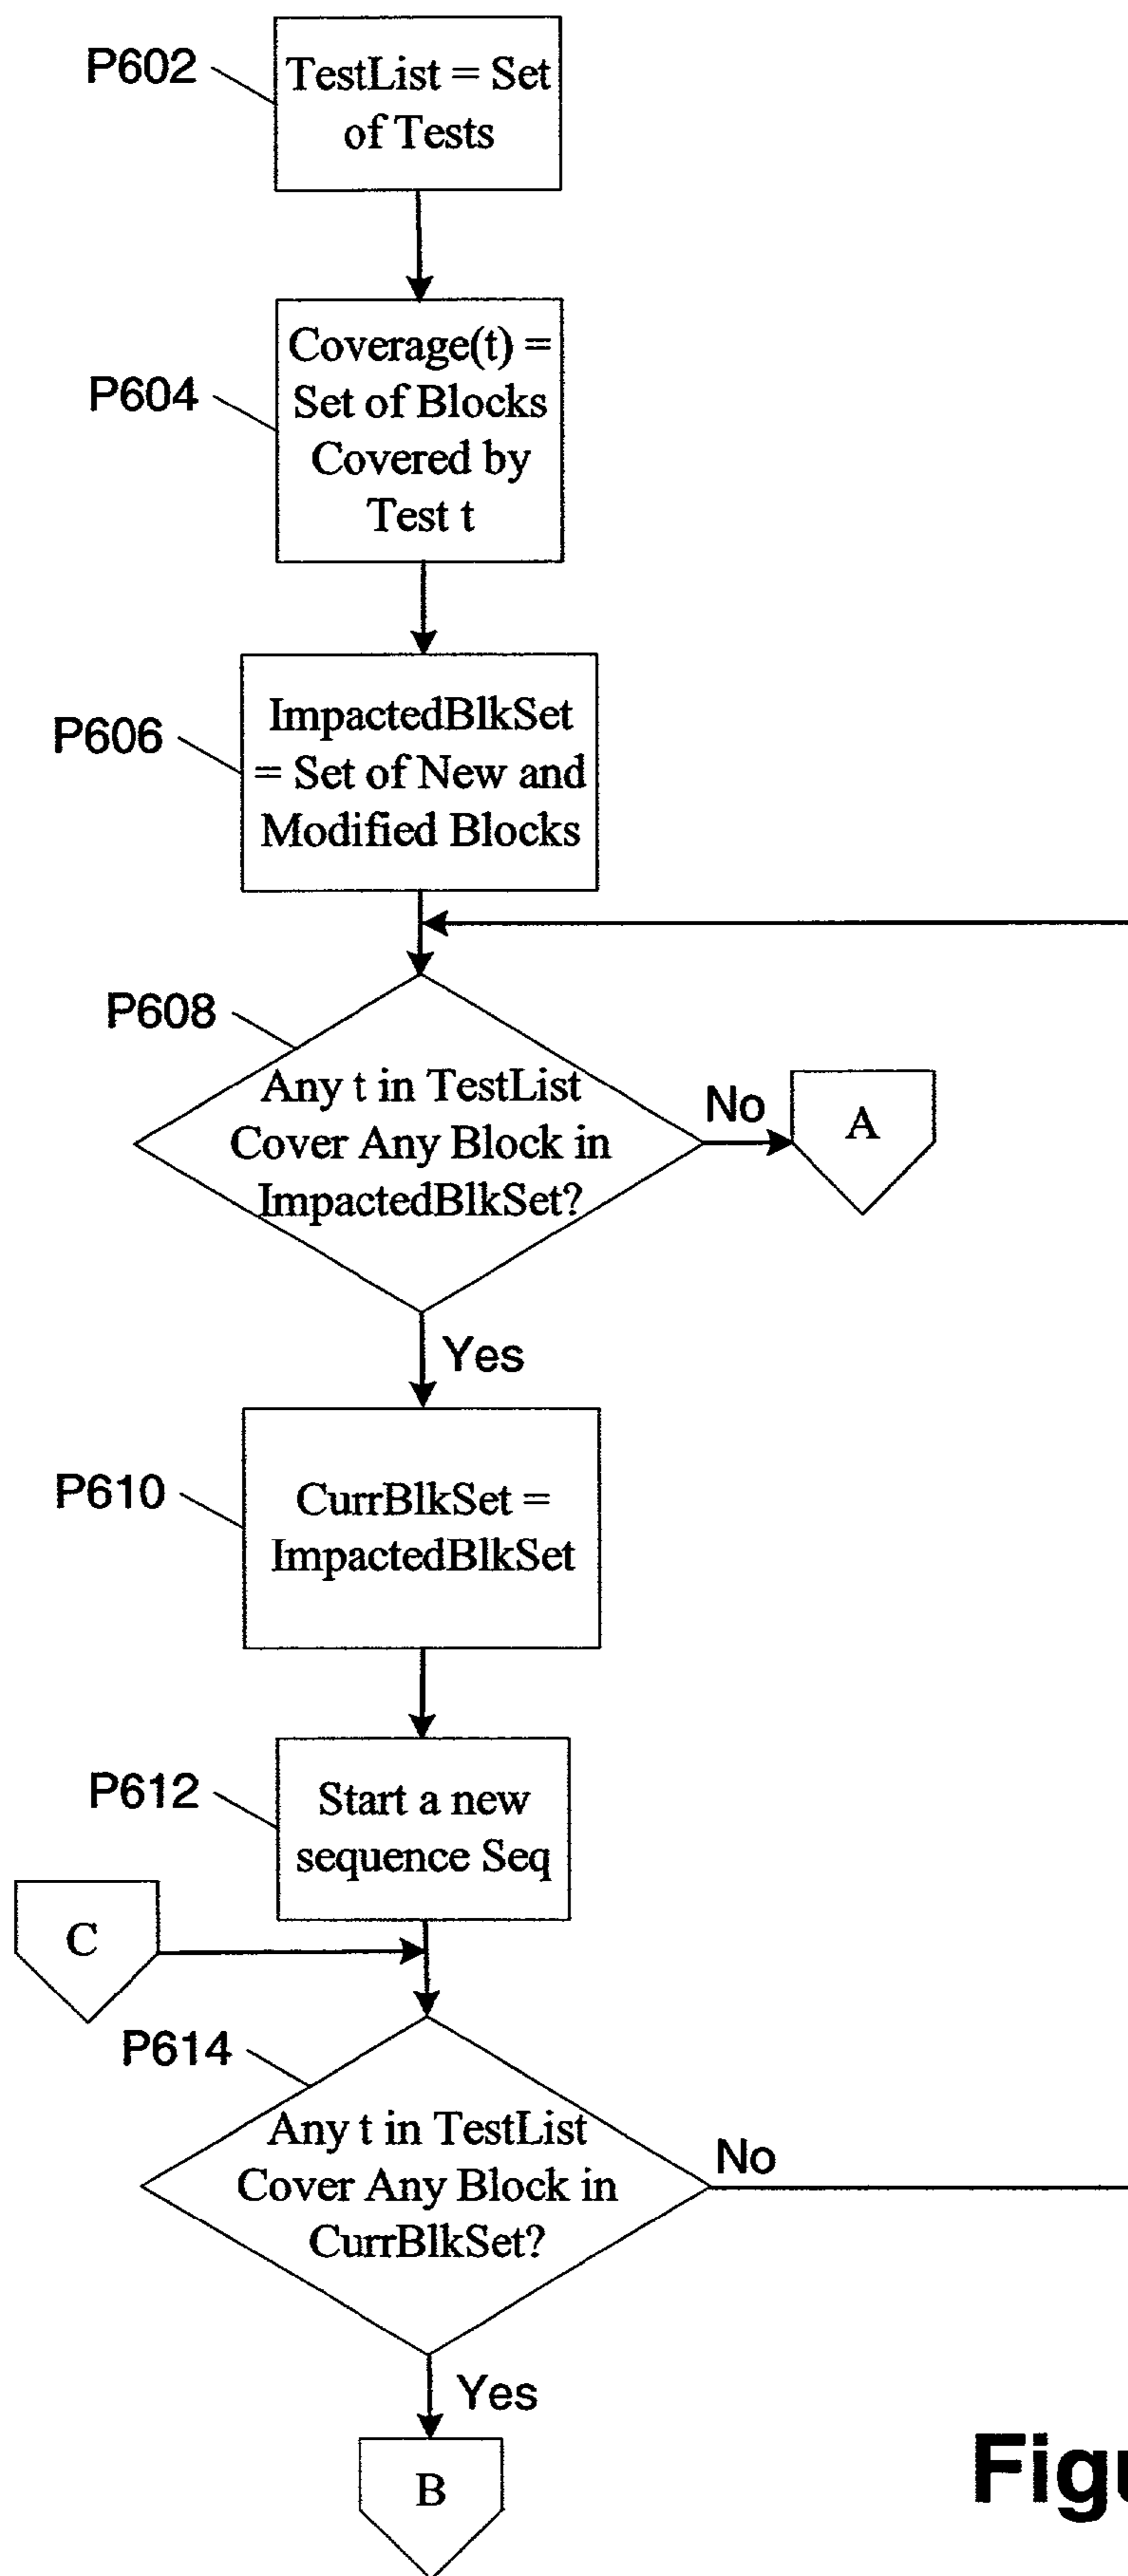 P602
TestList = Set
of Tests
P604
Coverage(t) =
Set of Blocks
Covered by
Test t
P606
ImpactedBlkSet
= Set of New and
Modified Blocks
P608
Any t in TestList
Cover Any Block in
ImpactedBlkSet?
No
A
Yes
P610
CurrBlkSet =
ImpactedBlkSet
P612
Start a new
sequence Seq
C
P614
Any t in TestList
Cover Any Block in
CurrBlkSet?
No
Yes
B